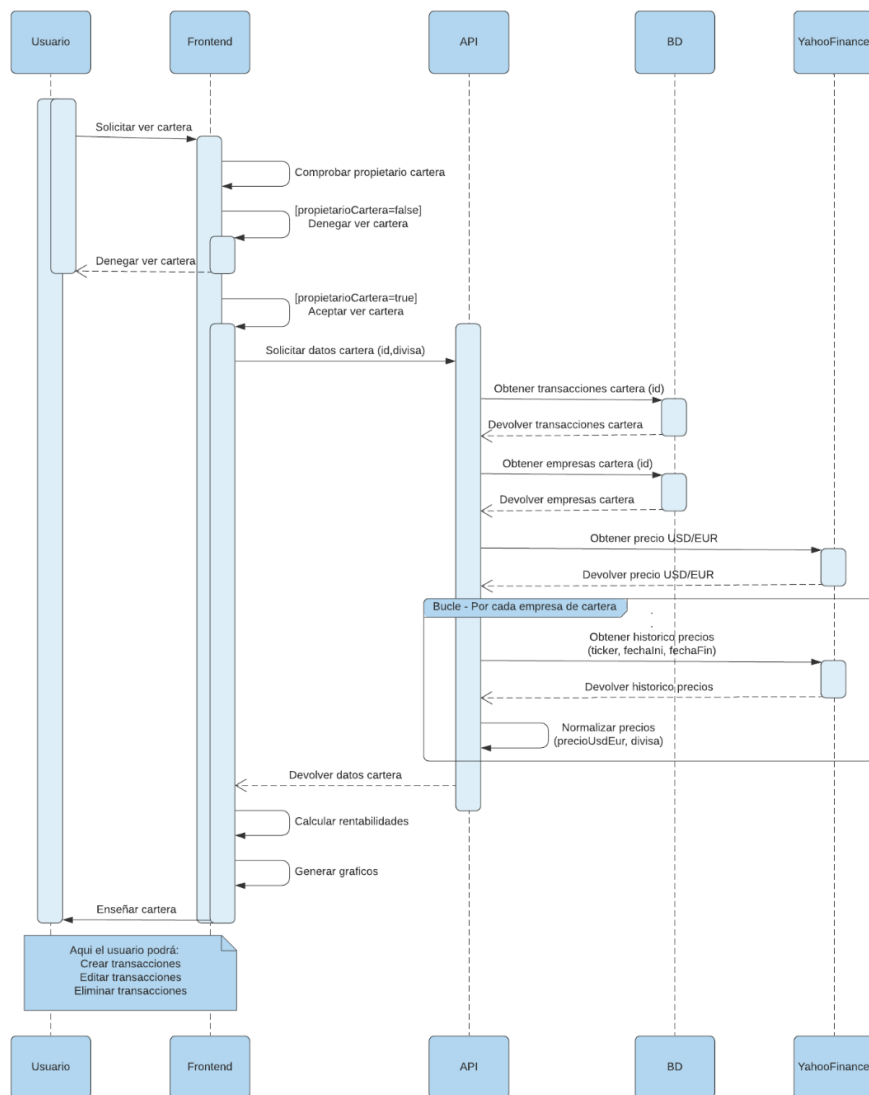 Usuario
Frontend
API
BD
YahooFinance
Solicitar ver cartera
Comprobar propietario cartera
[propietarioCartera=false]
Denegar ver cartera
Denegar ver cartera
[propietarioCartera=true]
Aceptar ver cartera
Solicitar datos cartera (id,divisa)
Obtener transacciones cartera (id)
Devolver transacciones cartera
Obtener empresas cartera (id)
Devolver empresas cartera
Obtener precio USD/EUR
Devolver precio USD/EUR
Bucle - Por cada empresa de cartera
Obtener historico precios
(ticker, fechaIni, fechaFin)
Devolver historico precios
Normalizar precios
(precioUsdEur, divisa)
Devolver datos cartera
Calcular rentabilidades
Generar graficos
Enseñar cartera
Aqui el usuario podrá:
Crear transacciones
Editar transacciones
Eliminar transacciones
Usuario
Frontend
API
BD
YahooFinance